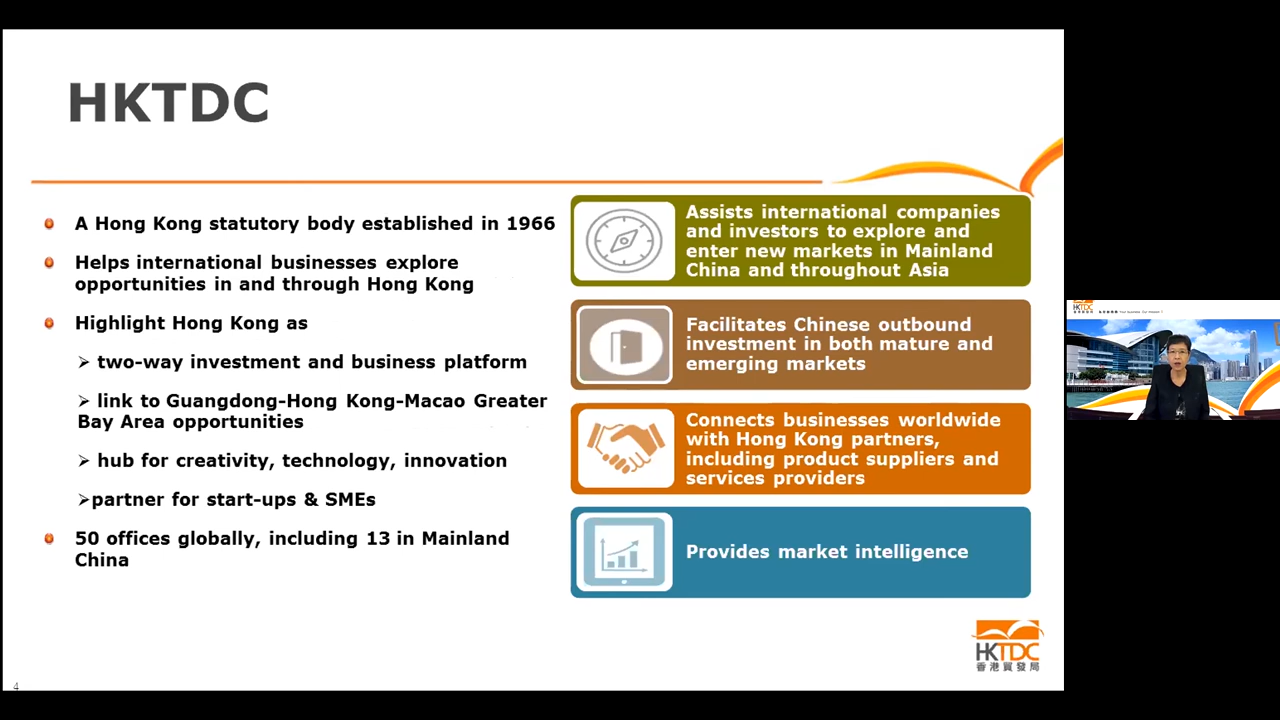 HKTDC
A Hong Kong statutory body established in 1966
Helps international businesses explore
opportunities in and through Hong Kong
Highlight Hong Kong as
➢ two-way investment and business platform
➢ link to Guangdong-Hong Kong-Macao Greater
Bay Area opportunities
➢ hub for creativity, technology, innovation
➢partner for start-ups & SMEs
50 offices globally, including 13 in Mainland
China
Assists international companies
and investors to explore and
enter new markets in Mainland
China and throughout Asia
Facilitates Chinese outbound
investment in both mature and
emerging markets
Connects businesses worldwide
with Hong Kong partners,
including product suppliers and
services providers
Provides market intelligence
HKTDC
香港貿發局
4
HKTDC